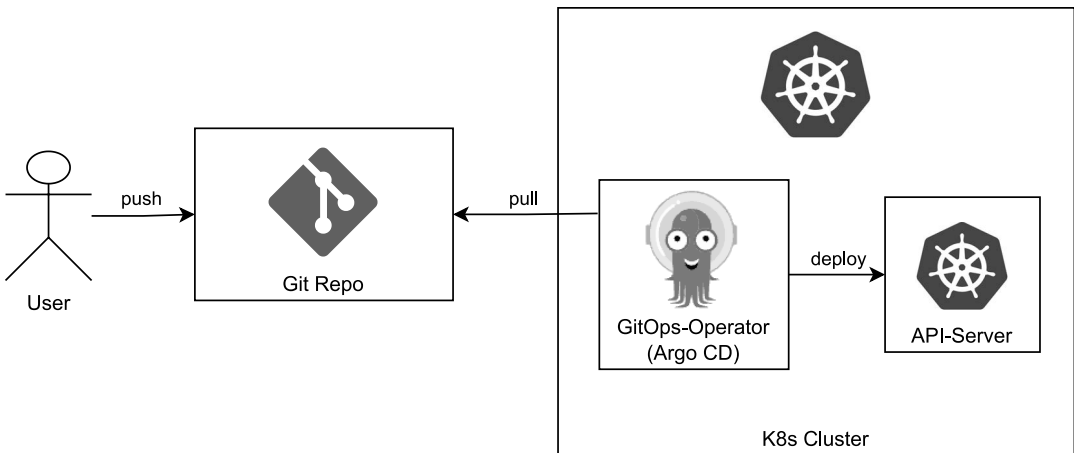 push
User
Git Repo
pull
GitOps-Operator
(Argo CD)
deploy
API-Server
K8s Cluster